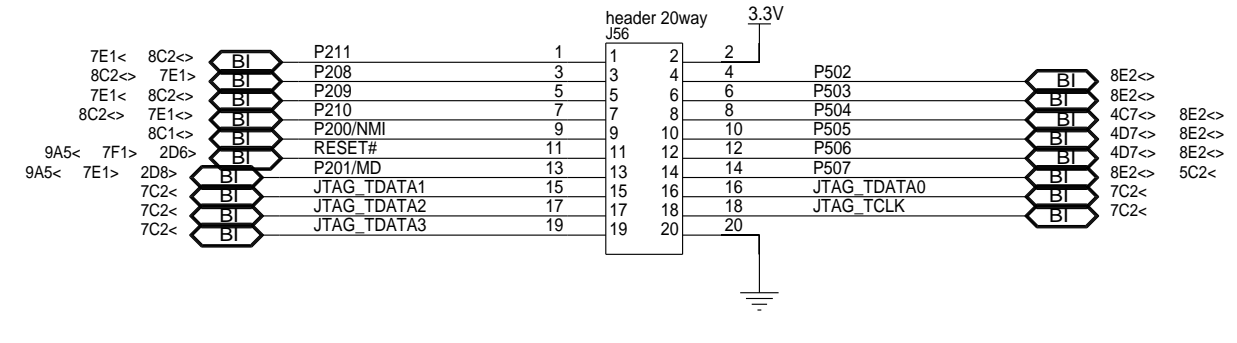 header 20way 3.3V
J56
7E1< 8C2<> BI P211 1 1 2 2
8C2<> 7E1> BI P208 3 3 4 4 P502 BI 8E2<>
7E1< 8C2<> BI P209 5 5 6 6 P503 BI 8E2<>
8C2<> 7E1> BI P210 7 7 8 8 P504 BI 4C7<> 8E2<>
8C1<> BI P200/NMI 9 9 10 10 P505 BI 4D7<> 8E2<>
9A5< 7F1> 2D6> BI RESET# 11 11 12 12 P506 BI 4D7<> 8E2<>
9A5< 7E1> 2D8> BI P201/MD 13 13 14 14 P507 BI 8E2<> 5C2<
7C2< BI JTAG_TDATA1 15 15 16 16 JTAG_TDATA0 BI 7C2<
7C2< BI JTAG_TDATA2 17 17 18 18 JTAG_TCLK BI 7C2<
7C2< BI JTAG_TDATA3 19 19 20 20